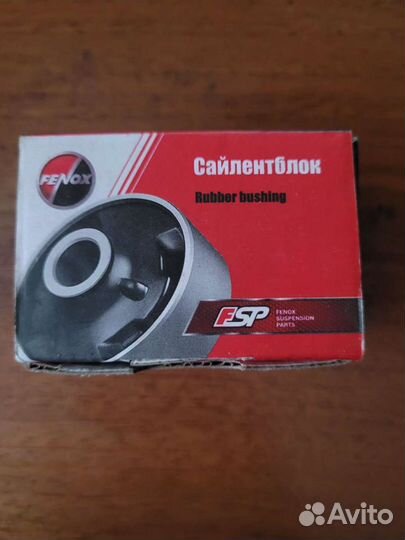 FENOX
Сайлентблок
Rubber bushing
FSP
FENOX
SUSPENSION
PARTS
Avito